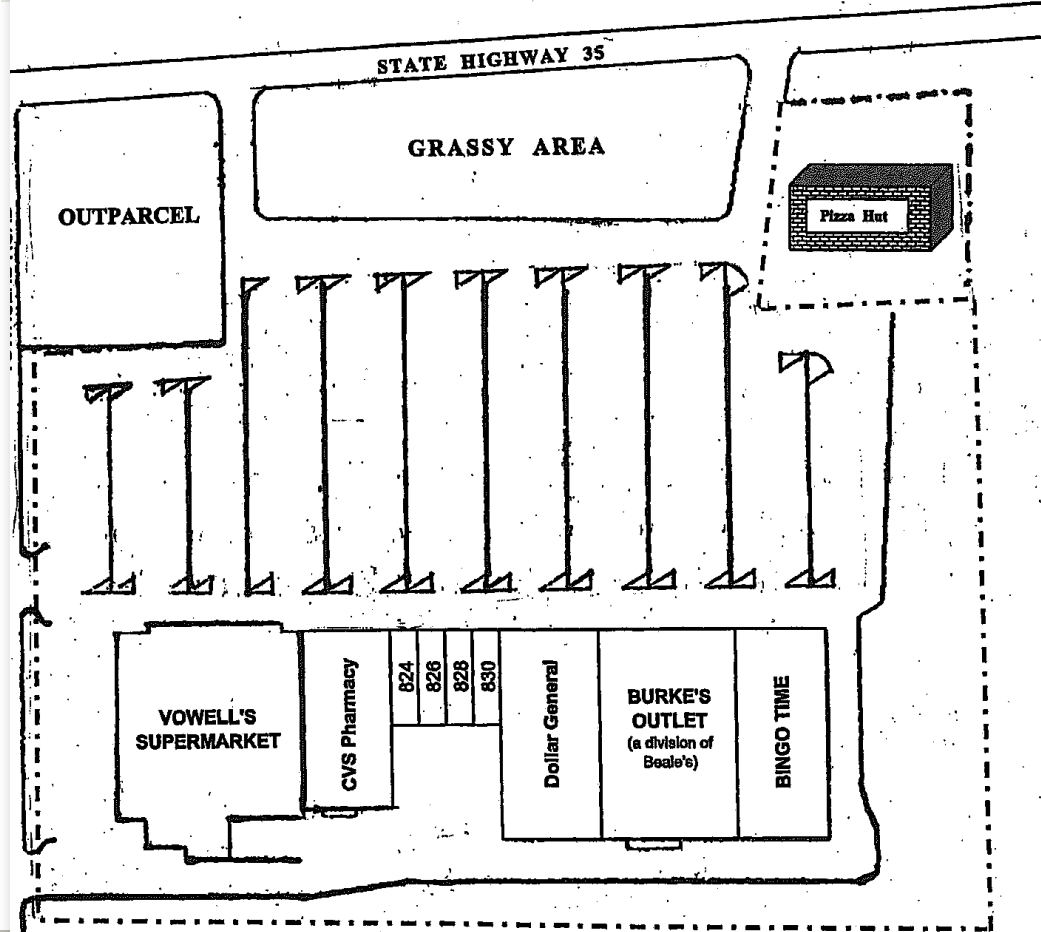 STATE HIGHWAY 35
GRASSY AREA
OUTPARCEL
Pizza Hut
VOWELL'S
SUPERMARKET
CVS Pharmacy
824
826
828
830
Dollar General
BURKE'S
OUTLET
(a division of
Beale's)
BINGO TIME